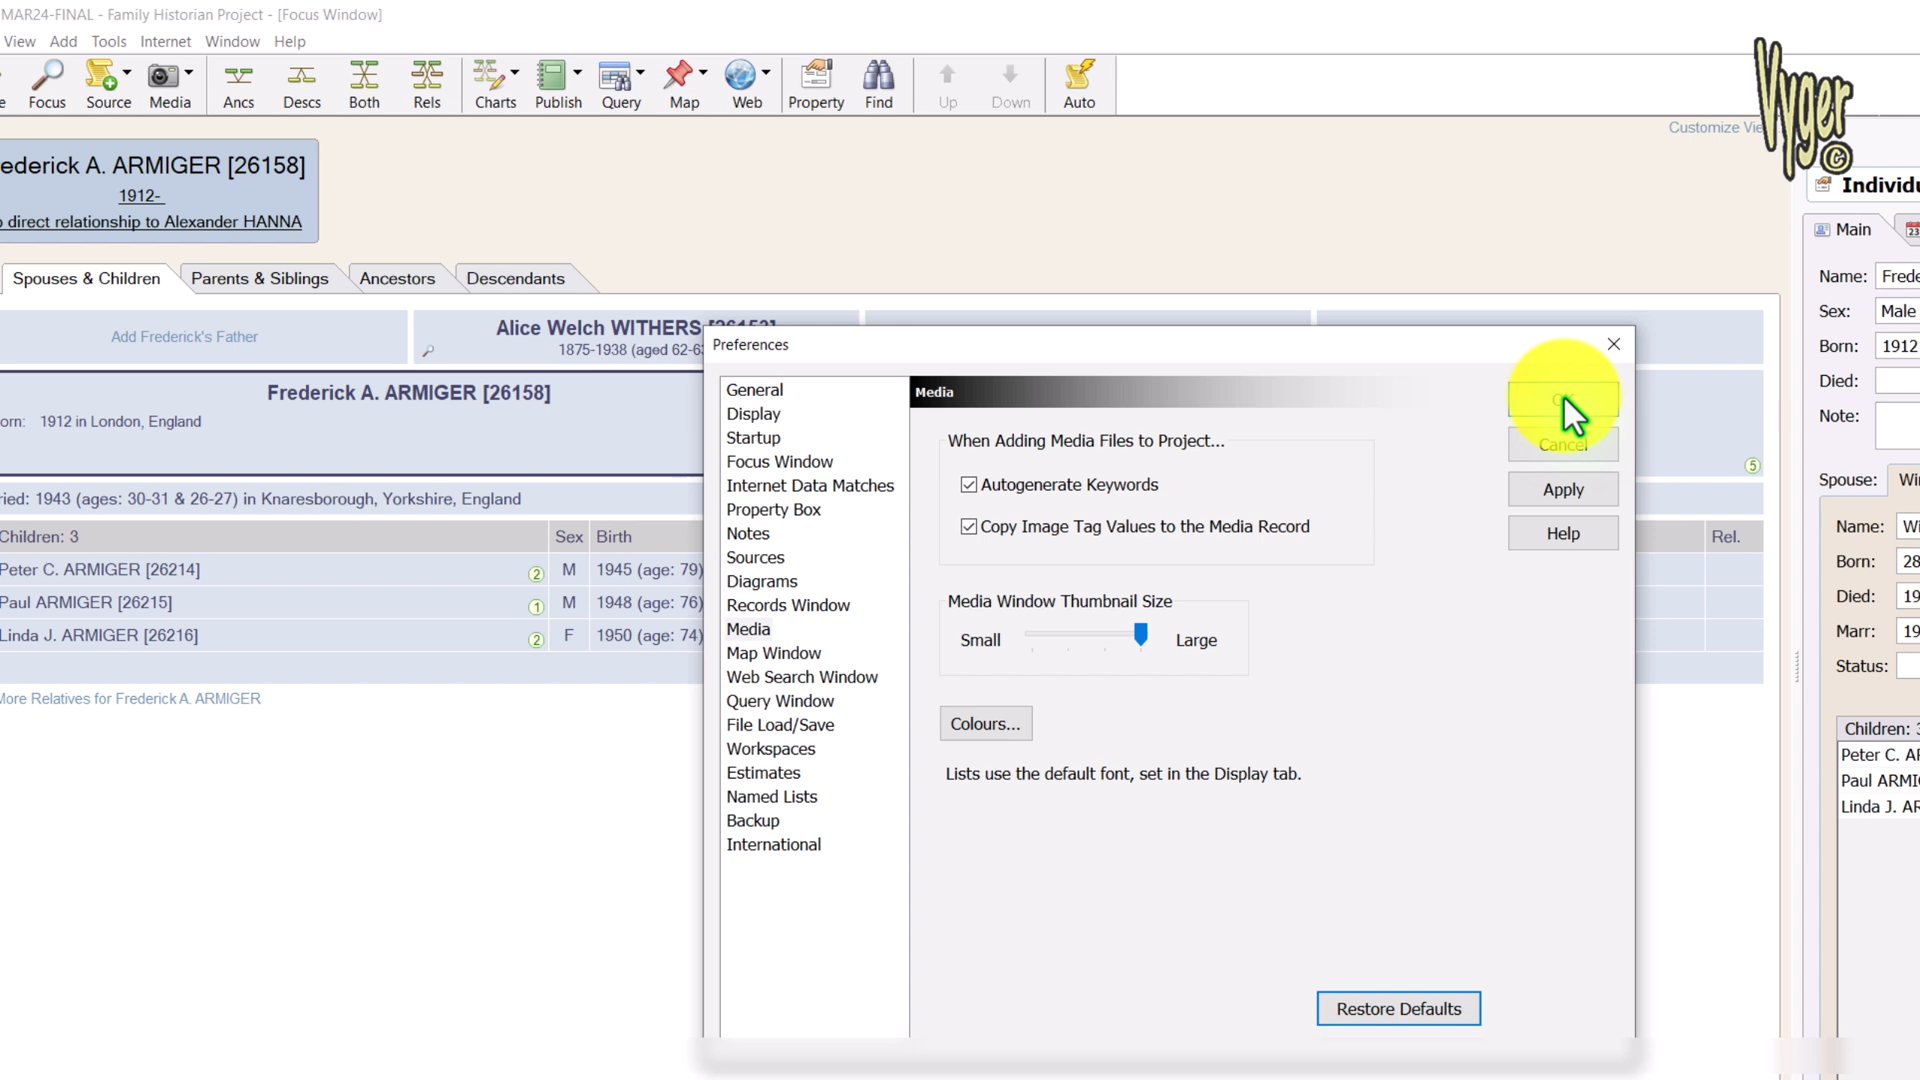 MAR24-FINAL - Family Historian Project - [Focus Window]
View Add Tools Internet Window Help
Focus Source Media Ancs Descs Both Rels Charts Publish Query Map Web Property Find Up Down Auto
Vyger ©
Customize Vie
ederick A. ARMIGER [26158]
1912-
o direct relationship to Alexander HANNA
Spouses & Children Parents & Siblings Ancestors Descendants
Add Frederick's Father
Alice Welch WITHERS [26153]
1875-1938 (aged 62-63
Frederick A. ARMIGER [26158]
orn: 1912 in London, England
5
ried: 1943 (ages: 30-31 & 26-27) in Knaresborough, Yorkshire, England
Children: 3 Sex Birth Rel.
Peter C. ARMIGER [26214] 2 M 1945 (age: 79)
Paul ARMIGER [26215] 1 M 1948 (age: 76)
Linda J. ARMIGER [26216] 2 F 1950 (age: 74)
More Relatives for Frederick A. ARMIGER
Preferences
General
Display
Startup
Focus Window
Internet Data Matches
Property Box
Notes
Sources
Diagrams
Records Window
Media
Map Window
Web Search Window
Query Window
File Load/Save
Workspaces
Estimates
Named Lists
Backup
International
Media
When Adding Media Files to Project...
Autogenerate Keywords
Copy Image Tag Values to the Media Record
Media Window Thumbnail Size
Small Large
Colours...
Lists use the default font, set in the Display tab.
Restore Defaults
OK
Cancel
Apply
Help
Individu
Main 23
Name: Frede
Sex: Male
Born: 1912
Died:
Note:
Spouse: Wi
Name: Wi
Born: 28
Died: 19
Marr: 19
Status:
Children: 3
Peter C. AR
Paul ARMI
Linda J. AR